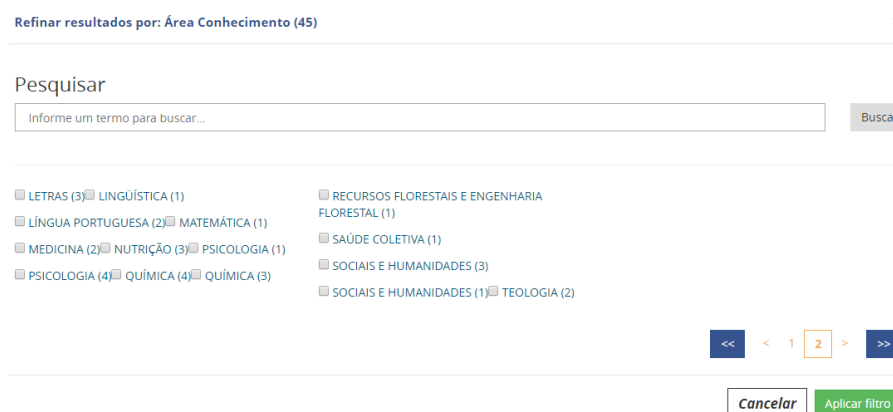 Refinar resultados por: Área Conhecimento (45)
Pesquisar
Informe um termo para buscar...
Busca
LETRAS (3) LINGÜÍSTICA (1)
LÍNGUA PORTUGUESA (2) MATEMÁTICA (1)
MEDICINA (2) NUTRIÇÃO (3) PSICOLOGIA (1)
PSICOLOGIA (4) QUÍMICA (4) QUÍMICA (3)
RECURSOS FLORESTAIS E ENGENHARIA
FLORESTAL (1)
SAÚDE COLETIVA (1)
SOCIAIS E HUMANIDADES (3)
SOCIAIS E HUMANIDADES (1) TEOLOGIA (2)
<< < 1 2 > >>
Cancelar Aplicar filtro